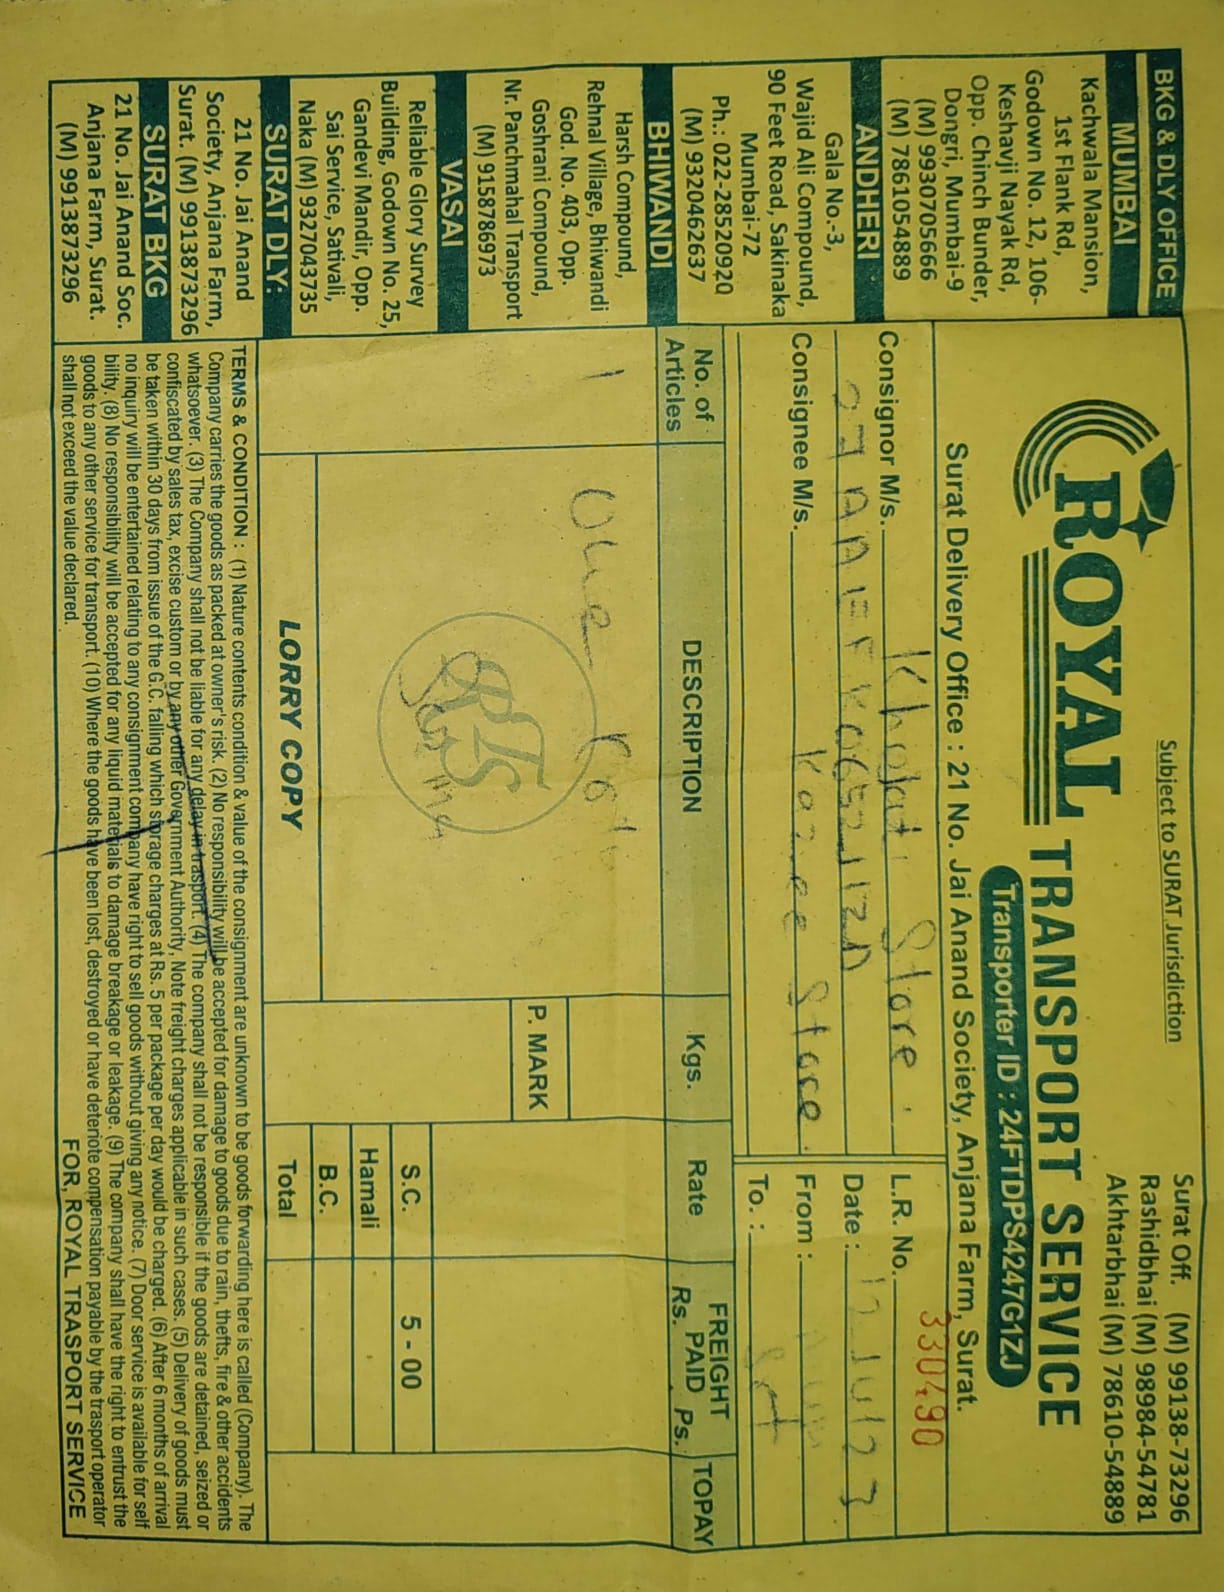 Subject to SURAT Jurisdiction
Surat Off. (M) 99138-73296
Rashidbhai (M) 98984-54781
Akhtarbhai (M) 78610-54889
ROYAL TRANSPORT SERVICE
Transporter ID : 24FTDPS4247G1ZJ
Surat Delivery Office : 21 No. Jai Anand Society, Anjana Farm, Surat.
BKG & DLY OFFICE
MUMBAI
Kachwala Mansion,
1st Flank Rd,
Godown No. 12, 106-
Keshavji Nayak Rd,
Opp. Chinch Bunder,
Dongri, Mumbai-9
(M) 9930705666
(M) 7861054889
ANDHERI
Gala No.-3,
Wajid Ali Compound,
90 Feet Road, Sakinaka
Mumbai-72
Ph.: 022-28520920
(M) 9320462637
BHIWANDI
Harsh Compound,
Rehnal Village, Bhiwandi
God. No. 403, Opp.
Goshrani Compound,
Nr. Panchmahal Transport
(M) 9158786973
VASAI
Reliable Glory Survey
Building, Godown No. 25,
Gandevi Mandir, Opp.
Sai Service, Sativali,
Naka (M) 9327043735
SURAT DLY:
21 No. Jai Anand
Society, Anjana Farm,
Surat. (M) 9913873296
SURAT BKG
21 No. Jai Anand Soc.
Anjana Farm, Surat.
(M) 9913873296
Consignor M/s. Khojati Store
Consignee M/s. Store
L.R. No. 330490
Date : 12 Jul 23
From :
To. : Srt
No. of Articles
DESCRIPTION
Kgs.
Rate
FREIGHT
PAID
Rs. Ps.
TOPAY
1
One
RTS
P. MARK
S.C. 5 - 00
Hamali
B.C.
Total
LORRY COPY
TERMS & CONDITION : (1) Nature contents condition & value of the consignment are unknown to be goods forwarding here is called (Company). The
Company carries the goods as packed at owner's risk. (2) No responsibility will be accepted for damage to goods due to rain, thefts, fire & other accidents
whatsoever. (3) The Company shall not be liable for any delay in trasport. (4) The company shall not be responsible if the goods are detained, seized or
confiscated by sales tax, excise custom or by any other Government Authority, Note freight charges applicable in such cases. (5) Delivery of goods must
be taken within 30 days from issue of the G.C. falling which storage charges at Rs. 5 per package per day would be charged. (6) After 6 months of arrival
no inquiry will be entertained relating to any consignment company have right to sell goods without giving any notice. (7) Door service is available for self
bility. (8) No responsibility will be accepted for any liquid materials to damage breakage or leakage. (9) The company shall have the right to entrust the
goods to any other service for transport. (10) Where the goods have been lost, destroyed or have deteriote compensation payable by the trasport operator
shall not exceed the value declared.
FOR, ROYAL TRASPORT SERVICE